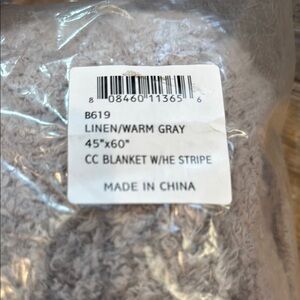 8 08460 11365 6
B619
LINEN/WARM GRAY
45"x60"
CC BLANKET W/HE STRIPE
MADE IN CHINA